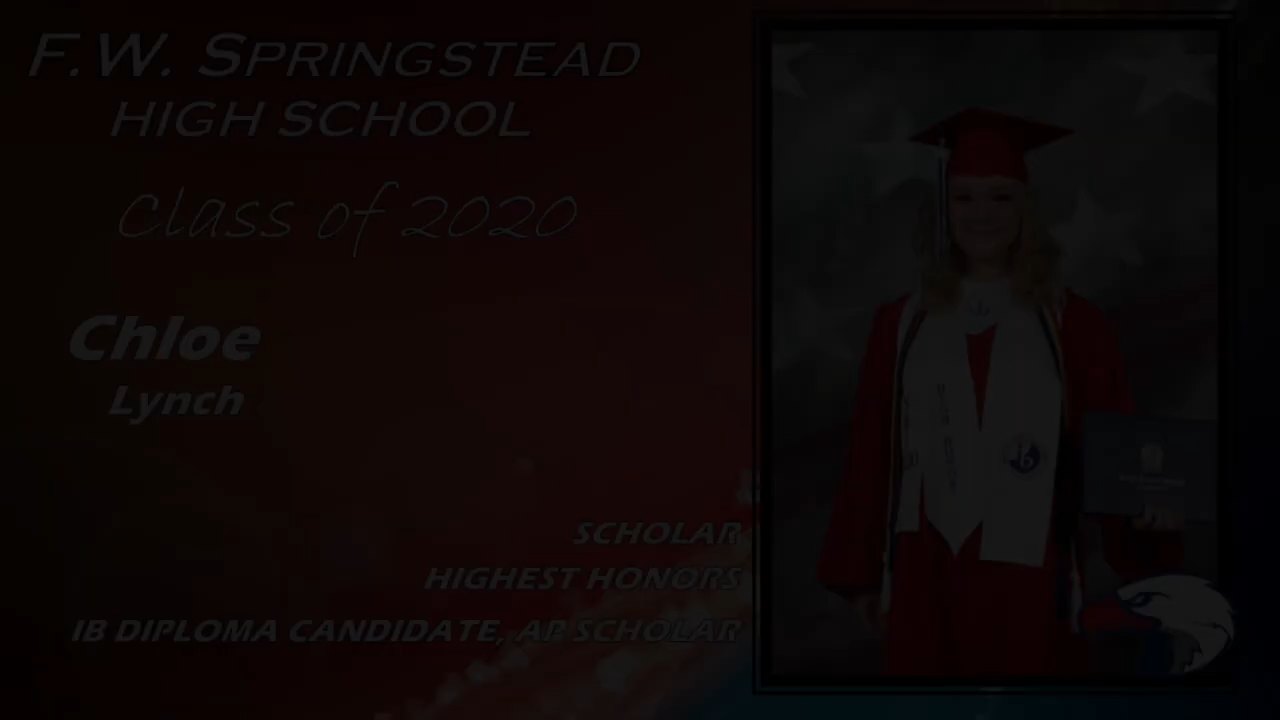 F.W. SPRINGSTEAD
HIGH SCHOOL
Class of 2020
Chloe
Lynch
SCHOLAR
HIGHEST HONORS
IB DIPLOMA CANDIDATE, AP SCHOLAR